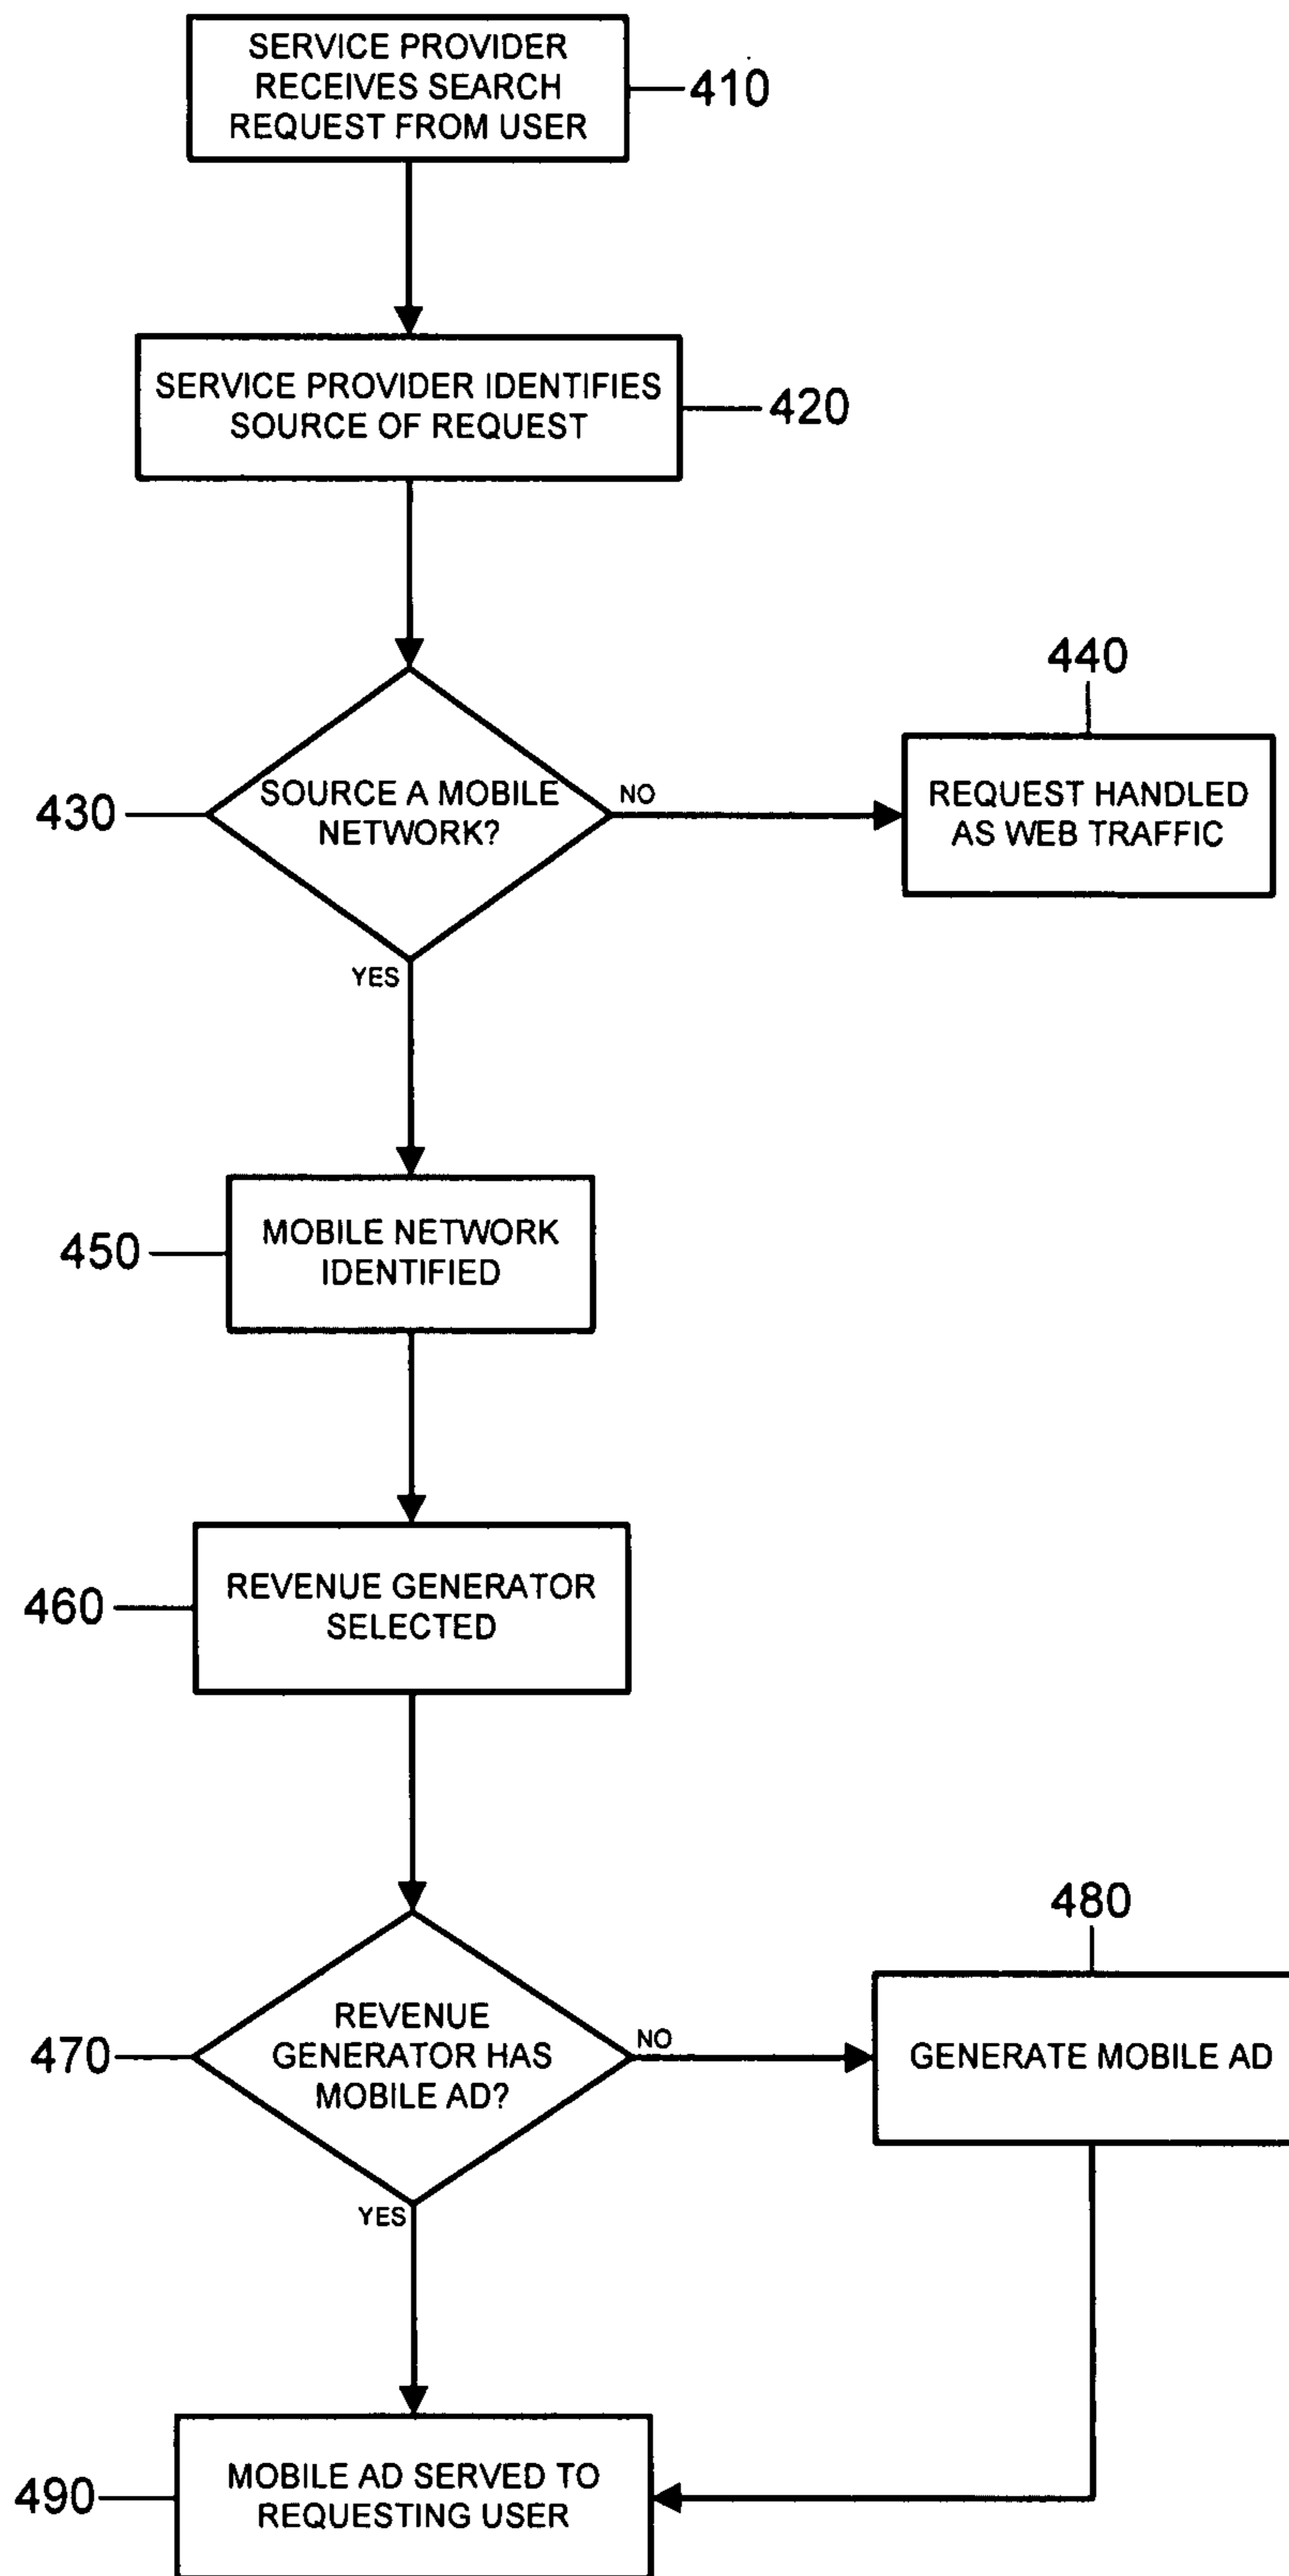 SERVICE PROVIDER
RECEIVES SEARCH
REQUEST FROM USER
410
SERVICE PROVIDER IDENTIFIES
SOURCE OF REQUEST
420
430
SOURCE A MOBILE
NETWORK?
NO
YES
440
REQUEST HANDLED
AS WEB TRAFFIC
450
MOBILE NETWORK
IDENTIFIED
460
REVENUE GENERATOR
SELECTED
470
REVENUE
GENERATOR HAS
MOBILE AD?
NO
YES
480
GENERATE MOBILE AD
490
MOBILE AD SERVED TO
REQUESTING USER